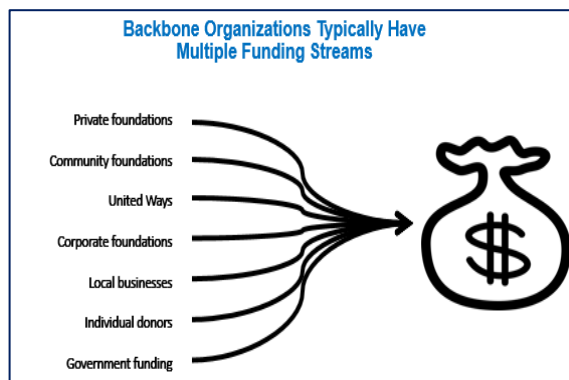 Backbone Organizations Typically Have
Multiple Funding Streams
Private foundations
Community foundations
United Ways
Corporate foundations
Local businesses
Individual donors
Government funding
$